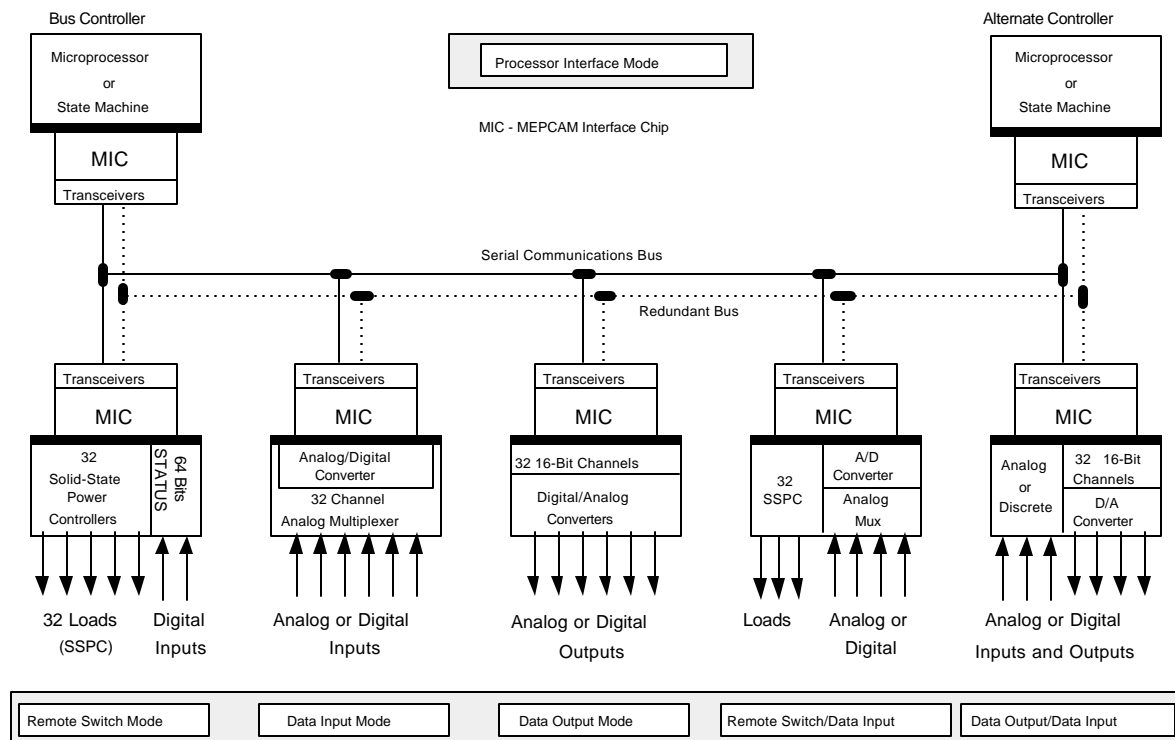 Bus Controller
Alternate Controller
Microprocessor
or
State Machine
MIC
Transceivers
Processor Interface Mode
MIC - MEPCAM Interface Chip
Microprocessor
or
State Machine
MIC
Transceivers
Serial Communications Bus
Redundant Bus
Transceivers
MIC
32
Solid-State
Power
Controllers
64 Bits
STATUS
32 Loads
(SSPC)
Digital
Inputs
Transceivers
MIC
Analog/Digital
Converter
32 Channel
Analog Multiplexer
Analog or Digital
Inputs
Transceivers
MIC
32 16-Bit Channels
Digital/Analog
Converters
Analog or Digital
Outputs
Transceivers
MIC
32
SSPC
A/D
Converter
Analog
Mux
Loads
Analog or
Digital
Transceivers
MIC
Analog
or
Discrete
32 16-Bit
Channels
D/A
Converter
Analog or Digital
Inputs and Outputs
Remote Switch Mode
Data Input Mode
Data Output Mode
Remote Switch/Data Input
Data Output/Data Input